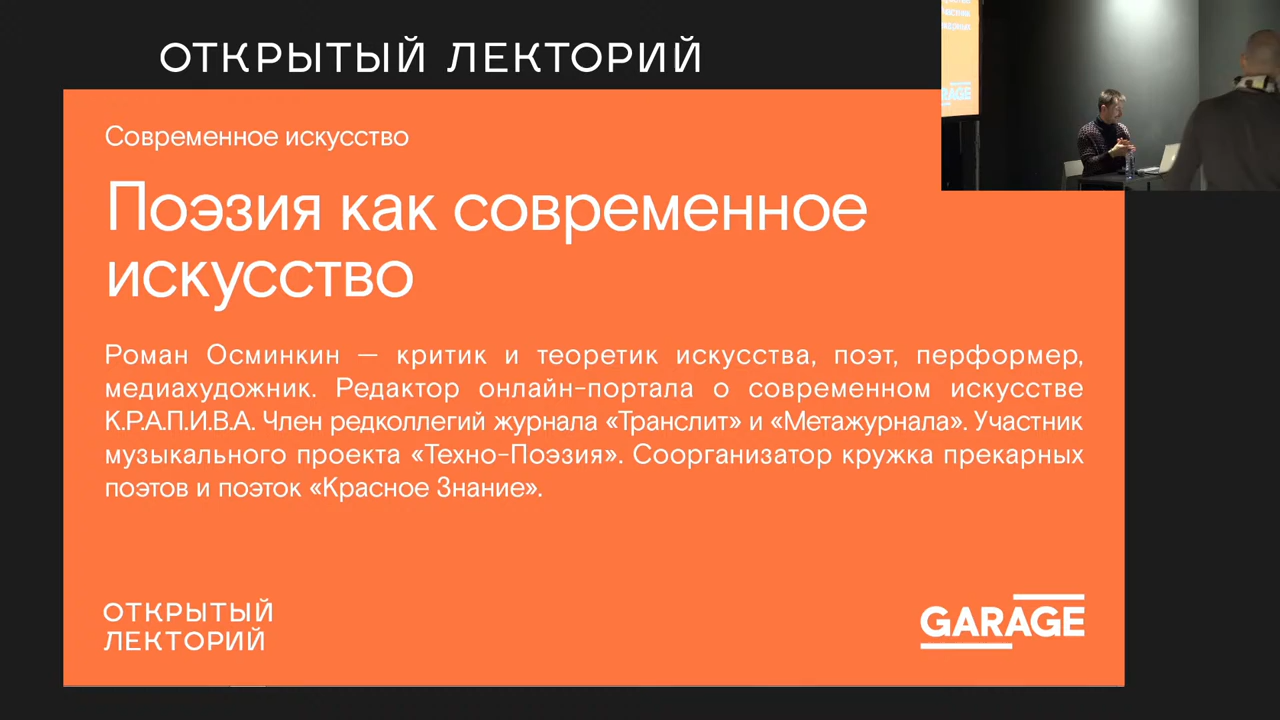 ОТКРЫТЫЙ ЛЕКТОРИЙ
Современное искусство
Поэзия как современное
искусство
Роман Осминкин — критик и теоретик искусства, поэт, перформер,
медиахудожник. Редактор онлайн-портала о современном искусстве
К.Р.А.П.И.В.А. Член редколлегий журнала «Транслит» и «Метажурнала». Участник
музыкального проекта «Техно-Поэзия». Соорганизатор кружка прекарных
поэтов и поэток «Красное Знание».
ОТКРЫТЫЙ
ЛЕКТОРИЙ
GARAGE